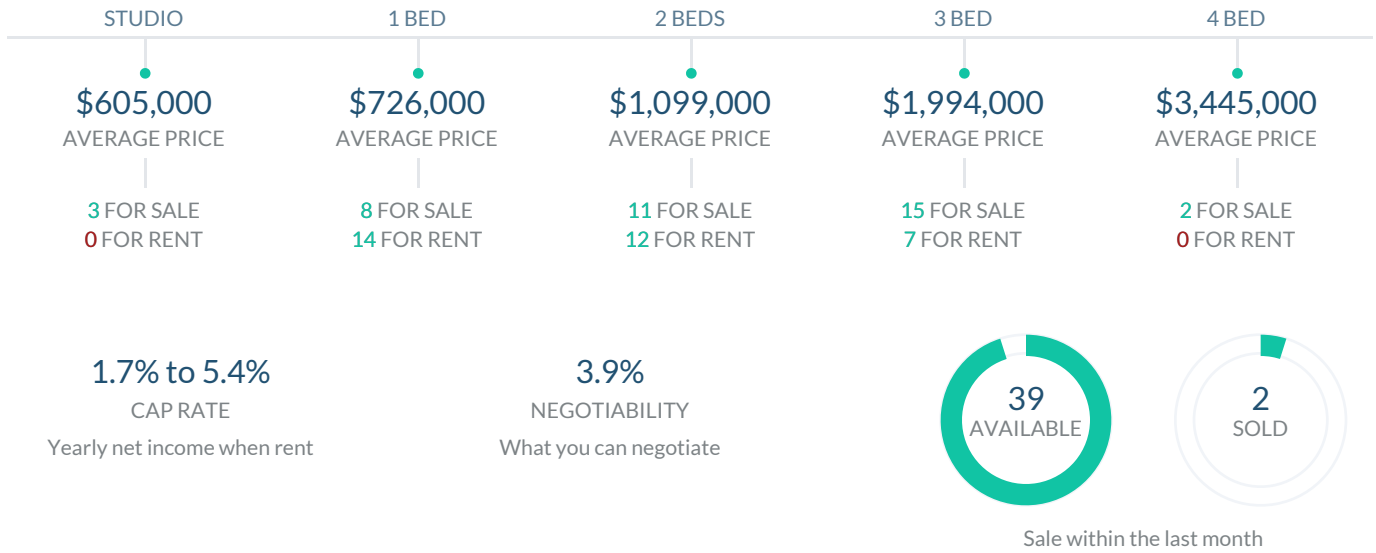 STUDIO
1 BED
2 BEDS
3 BED
4 BED
$605,000
$726,000
$1,099,000
$1,994,000
$3,445,000
AVERAGE PRICE
AVERAGE PRICE
AVERAGE PRICE
AVERAGE PRICE
AVERAGE PRICE
3 FOR SALE
8 FOR SALE
11 FOR SALE
15 FOR SALE
2 FOR SALE
0 FOR RENT
14 FOR RENT
12 FOR RENT
7 FOR RENT
0 FOR RENT
1.7% to 5.4%
CAP RATE
Yearly net income when rent
3.9%
NEGOTIABILITY
What you can negotiate
39
AVAILABLE
2
SOLD
Sale within the last month